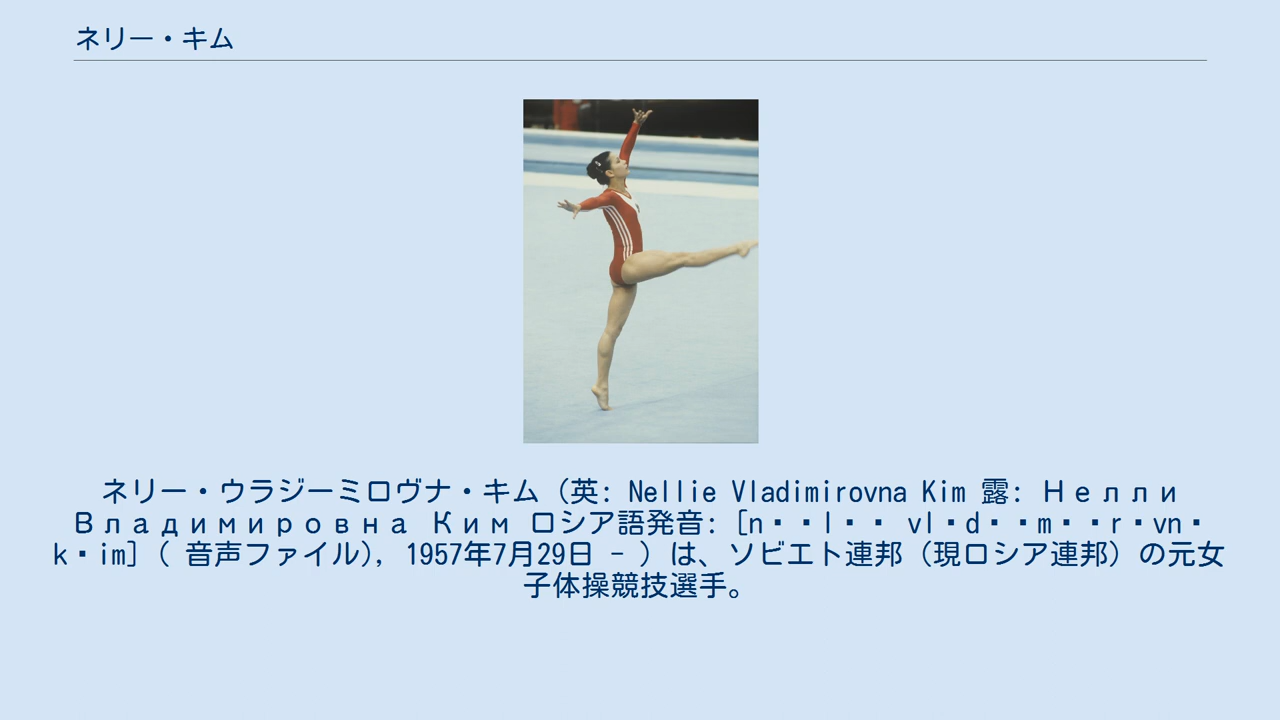 ネリー・キム
ネリー・ウラジーミロヴナ・キム（英: Nellie Vladimirovna Kim 露: Нелли
Владимировна Ким ロシア語発音: [n▪▪l▪▪ vl▪d▪▪m▪▪r▪vn▪
k▪im]（ 音声ファイル), 1957年7月29日 - ）は、ソビエト連邦（現ロシア連邦）の元女
子体操競技選手。